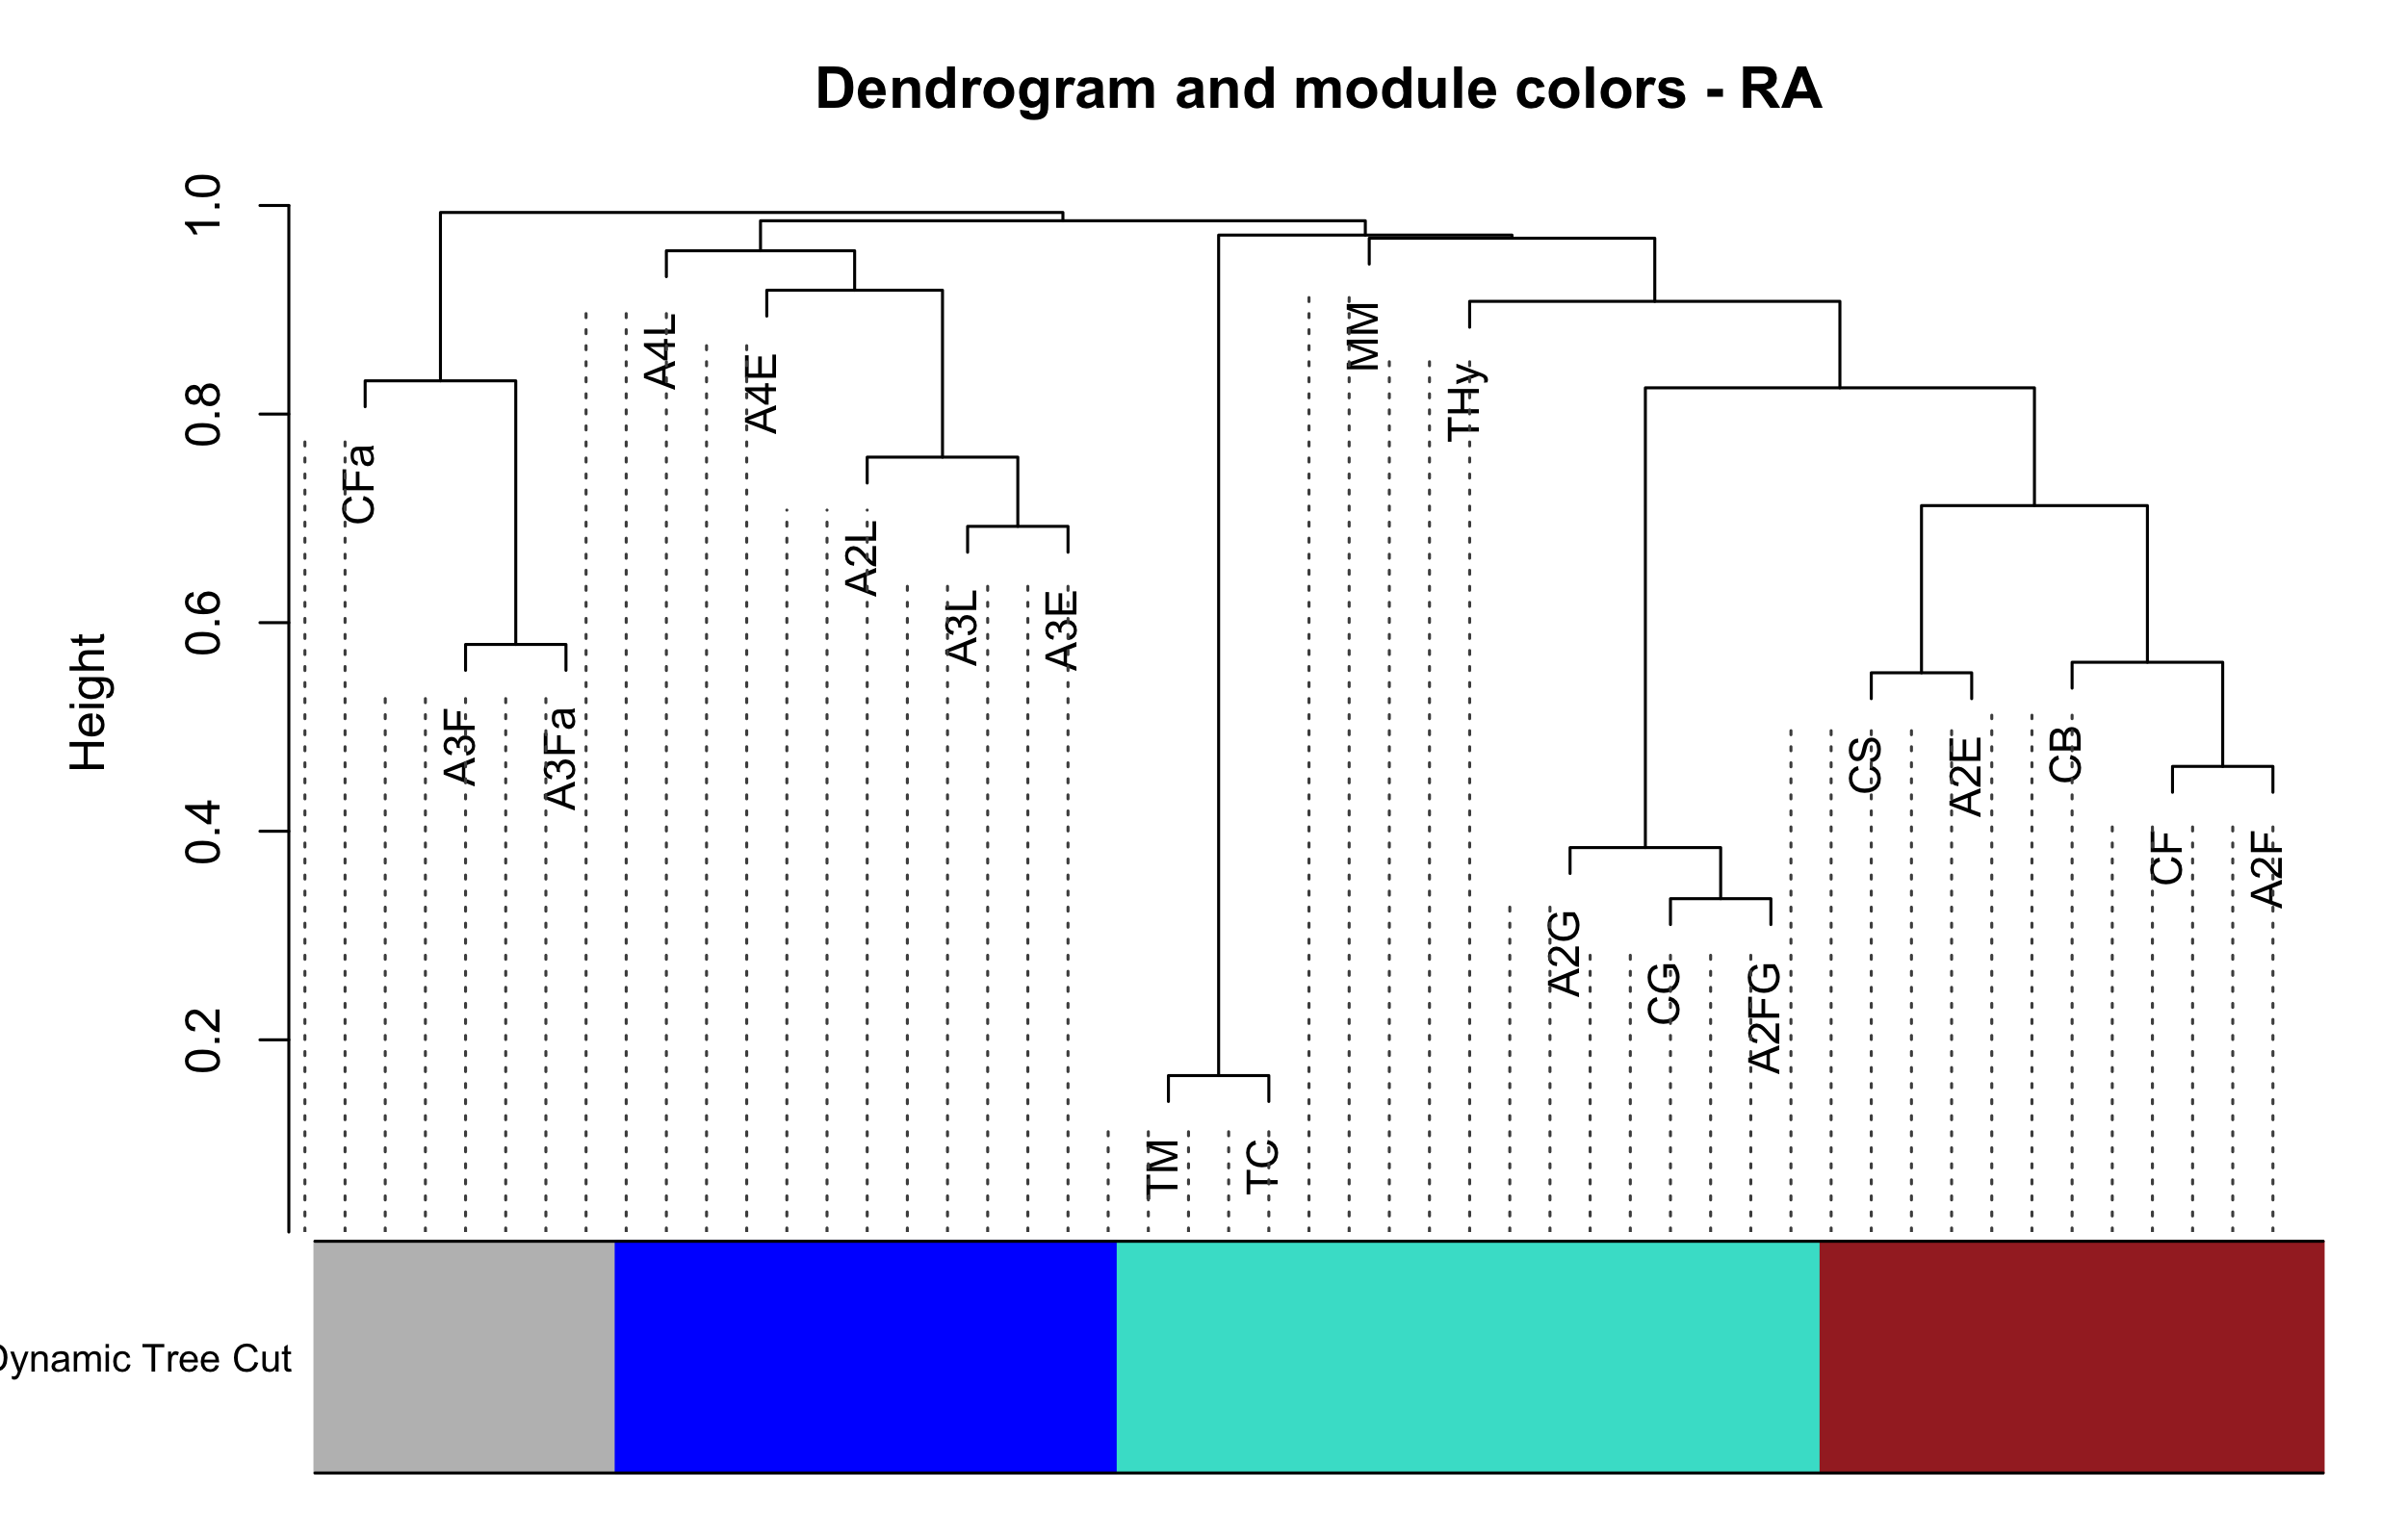 Dendrogram and module colors - RA
Height
1.0
0.8
0.6
0.4
0.2
CFa
A3F
A3Fa
A4L
A4E
A2L
A3L
A3E
TM
TC
MM
THy
A2G
CG
A2FG
CS
A2E
CB
CF
A2F
Dynamic Tree Cut